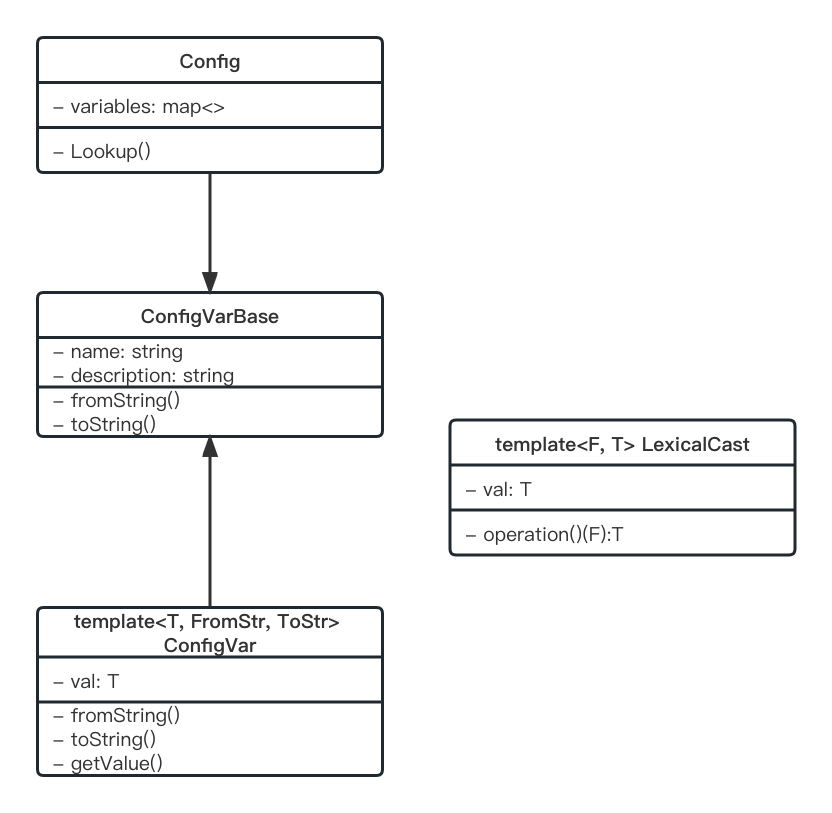 Config
– variables: map<>
– Lookup()
ConfigVarBase
– name: string
– description: string
– fromString()
– toString()
template<F, T> LexicalCast
– val: T
– operation()(F):T
template<T, FromStr, ToStr>
ConfigVar
– val: T
– fromString()
– toString()
– getValue()